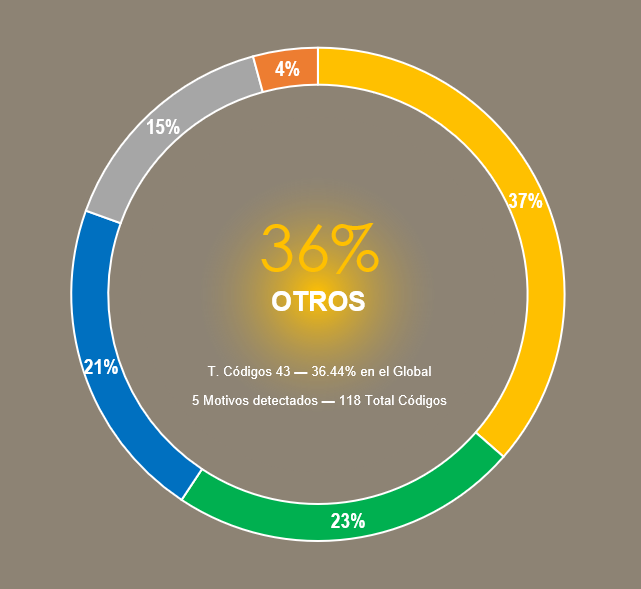 4%
15%
37%
36%
OTROS
21%
T. Códigos 43 — 36.44% en el Global
5 Motivos detectados — 118 Total Códigos
23%